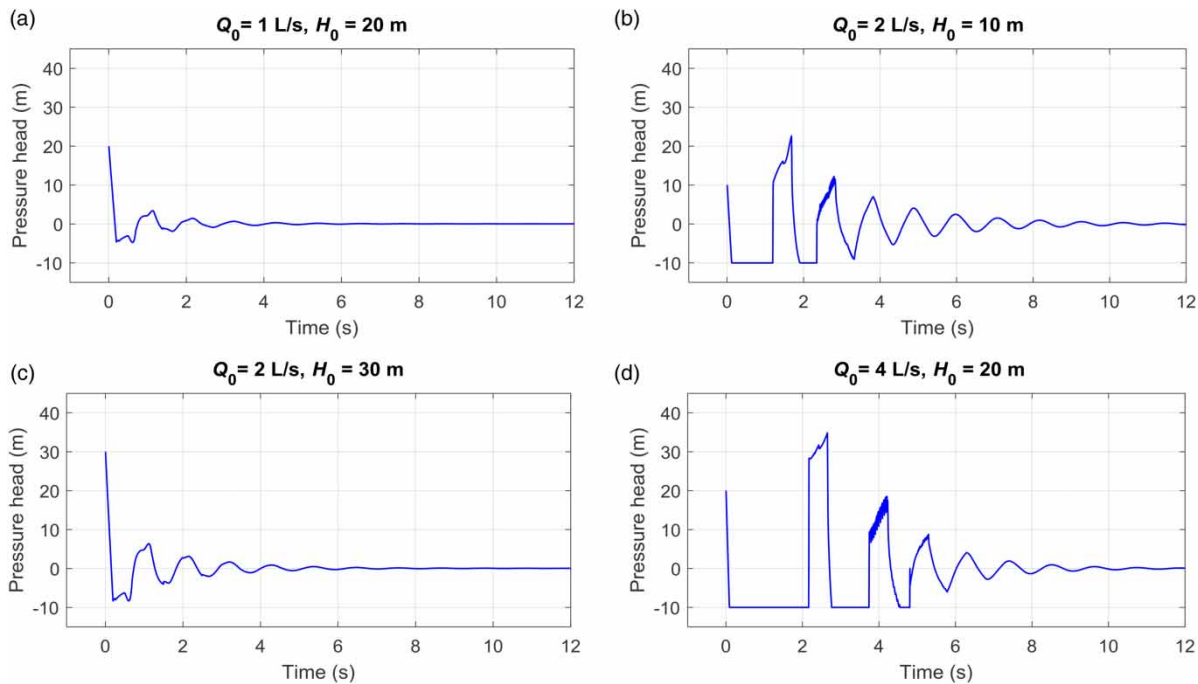 (a)
Q0= 1 L/s, H0 = 20 m
Pressure head (m)
40
30
20
10
0
-10
0 2 4 6 8 10 12
Time (s)
(b)
Q0= 2 L/s, H0 = 10 m
Pressure head (m)
40
30
20
10
0
-10
0 2 4 6 8 10 12
Time (s)
(c)
Q0= 2 L/s, H0 = 30 m
Pressure head (m)
40
30
20
10
0
-10
0 2 4 6 8 10 12
Time (s)
(d)
Q0= 4 L/s, H0 = 20 m
Pressure head (m)
40
30
20
10
0
-10
0 2 4 6 8 10 12
Time (s)